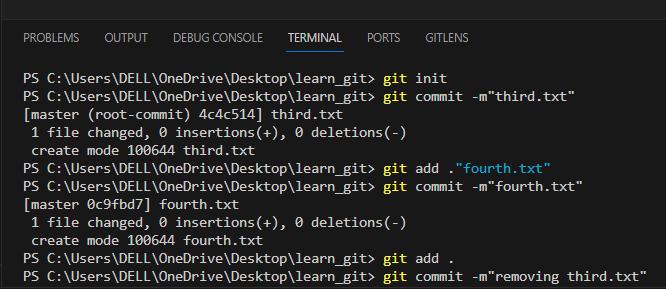 PROBLEMS OUTPUT DEBUG CONSOLE TERMINAL PORTS GITLENS
PS C:\Users\DELL\OneDrive\Desktop\learn_git> git init
PS C:\Users\DELL\OneDrive\Desktop\learn_git> git commit -m"third.txt"
[master (root-commit) 4c4c514] third.txt
 1 file changed, 0 insertions(+), 0 deletions(-)
 create mode 100644 third.txt
PS C:\Users\DELL\OneDrive\Desktop\learn_git> git add ."fourth.txt"
PS C:\Users\DELL\OneDrive\Desktop\learn_git> git commit -m"fourth.txt"
[master 0c9fbd7] fourth.txt
 1 file changed, 0 insertions(+), 0 deletions(-)
 create mode 100644 fourth.txt
PS C:\Users\DELL\OneDrive\Desktop\learn_git> git add .
PS C:\Users\DELL\OneDrive\Desktop\learn_git> git commit -m"removing third.txt"